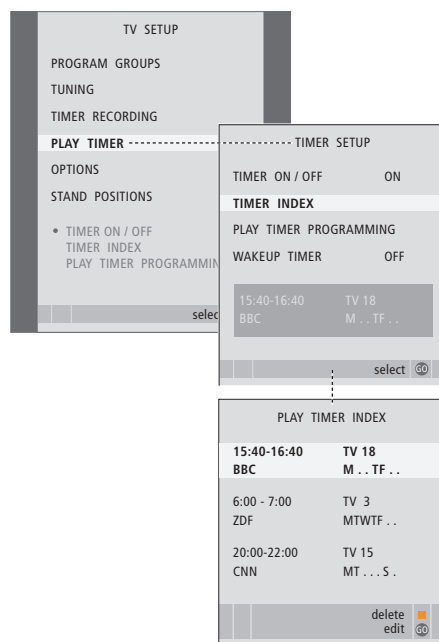 TV SETUP
PROGRAM GROUPS
TUNING
TIMER RECORDING
PLAY TIMER
OPTIONS
STAND POSITIONS
• TIMER ON / OFF
TIMER INDEX
PLAY TIMER PROGRAMMIN
selec
TIMER SETUP
TIMER ON / OFF ON
TIMER INDEX
PLAY TIMER PROGRAMMING
WAKEUP TIMER OFF
15:40-16:40 TV 18
BBC M . . TF . .
select GO
PLAY TIMER INDEX
15:40-16:40 TV 18
BBC M . . TF . .
6:00 - 7:00 TV 3
ZDF MTWTF . .
20:00-22:00 TV 15
CNN MT . . . S .
delete
edit GO